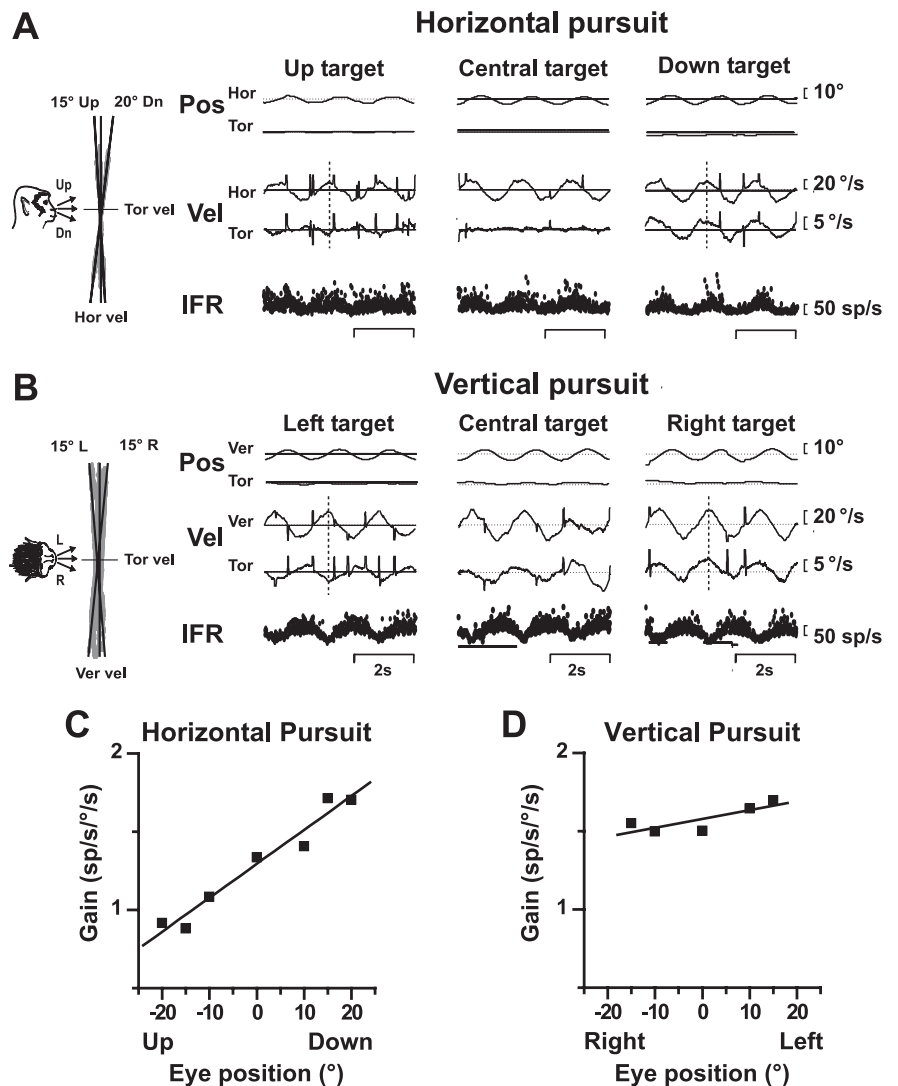 A
Horizontal pursuit
Up target
Central target
Down target
15° Up
20° Dn
Pos
Hor
10°
Tor
Up
Dn
Tor vel
Vel
Hor
20 °/s
Tor
5 °/s
IFR
50 sp/s
Hor vel
B
Vertical pursuit
Left target
Central target
Right target
15° L
15° R
Pos
Ver
10°
Tor
L
R
Tor vel
Vel
Ver
20 °/s
Tor
5 °/s
IFR
50 sp/s
2s
2s
2s
Ver vel
C
Horizontal Pursuit
2
1
Gain (sp/s/°/s)
-20 -10 0 10 20
Up Down
Eye position (°)
D
Vertical Pursuit
2
1
Gain (sp/s/°/s)
-20 -10 0 10 20
Right Left
Eye position (°)